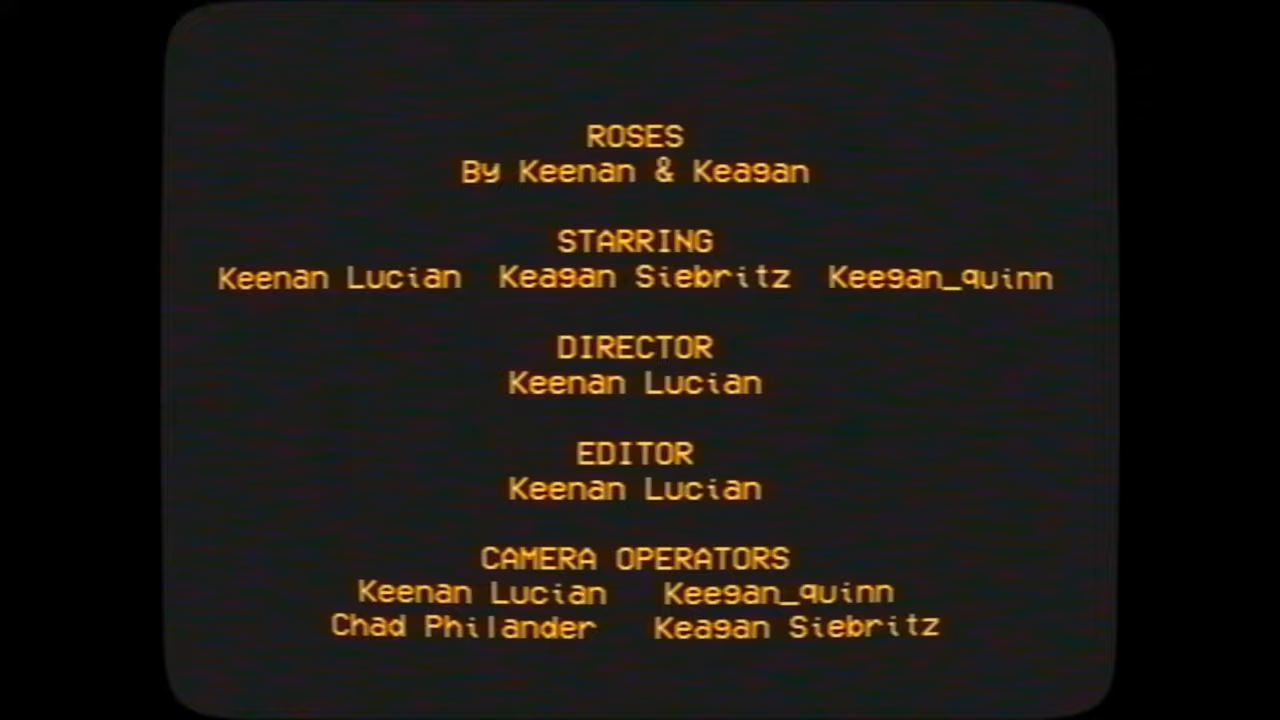 ROSES
By Keenan & Keagan
STARRING
Keenan Lucian Keagan Siebritz Keegan_quinn
DIRECTOR
Keenan Lucian
EDITOR
Keenan Lucian
CAMERA OPERATORS
Keenan Lucian Keegan_quinn
Chad Philander Keagan Siebritz